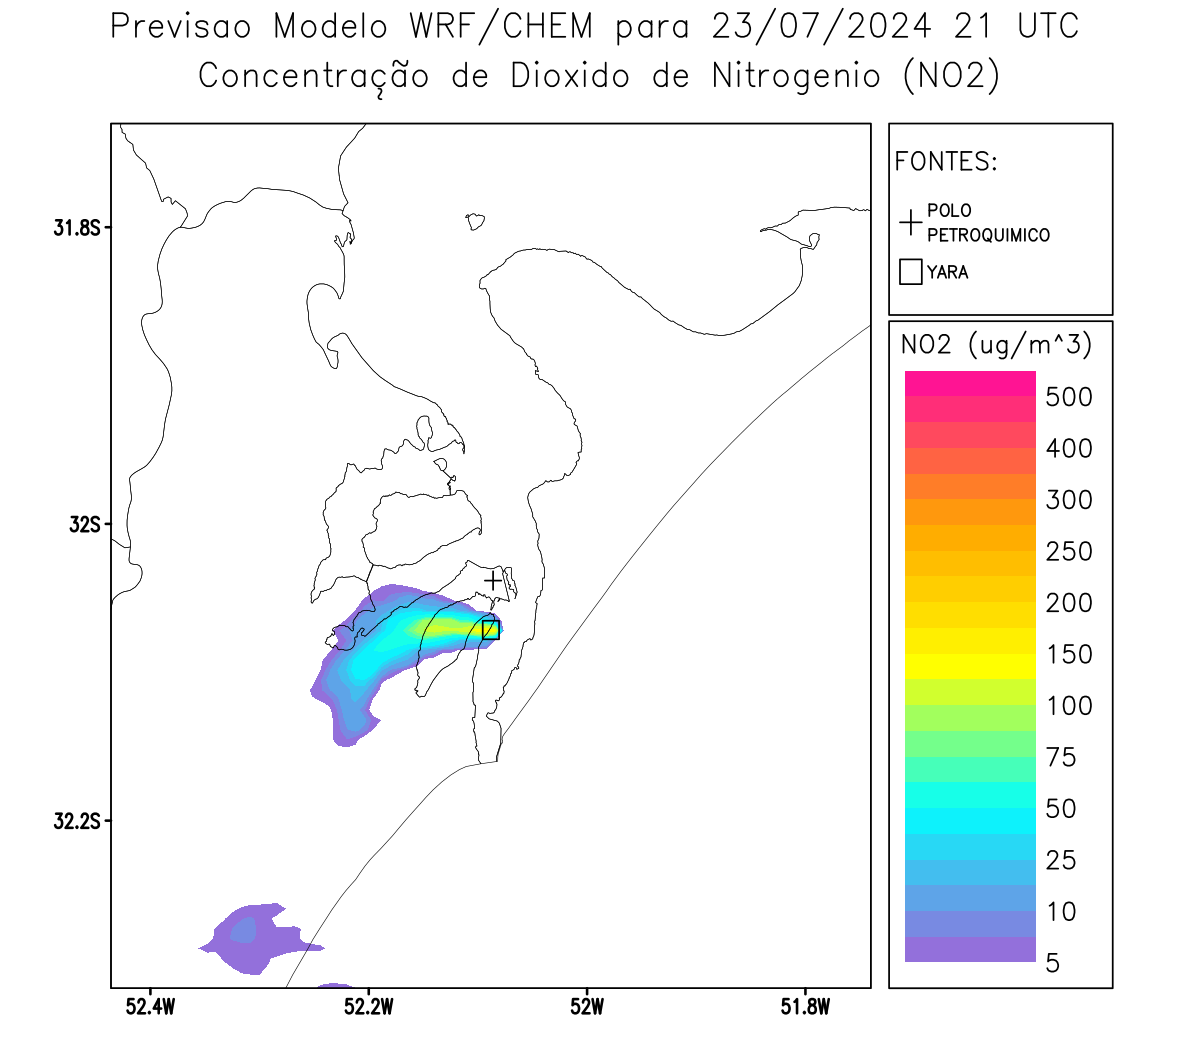 Previsao Modelo WRF/CHEM para 23/07/2024 21 UTC
Concentração de Dioxido de Nitrogenio (NO2)
FONTES:
POLO
PETROQUIMICO
YARA
NO2 (ug/m^3)
500
400
300
250
200
150
100
75
50
25
10
5
31.8S
32S
32.2S
52.4W
52.2W
52W
51.8W